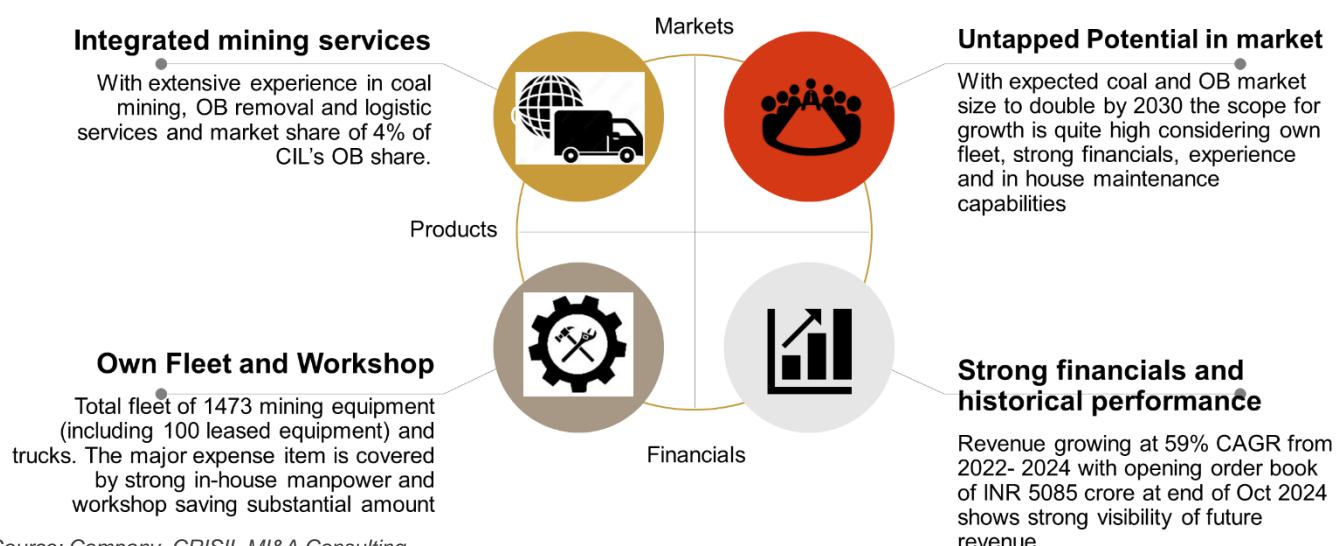 Markets
Integrated mining services
With extensive experience in coal
mining, OB removal and logistic
services and market share of 4% of
CIL's OB share.
Untapped Potential in market
With expected coal and OB market
size to double by 2030 the scope for
growth is quite high considering own
fleet, strong financials, experience
and in house maintenance
capabilities
Products
Own Fleet and Workshop
Total fleet of 1473 mining equipment
(including 100 leased equipment) and
trucks. The major expense item is covered
by strong in-house manpower and
workshop saving substantial amount
Financials
Strong financials and
historical performance
Revenue growing at 59% CAGR from
2022- 2024 with opening order book
of INR 5085 crore at end of Oct 2024
shows strong visibility of future
revenue
Source: Company, CRISIL MI&A Consulting